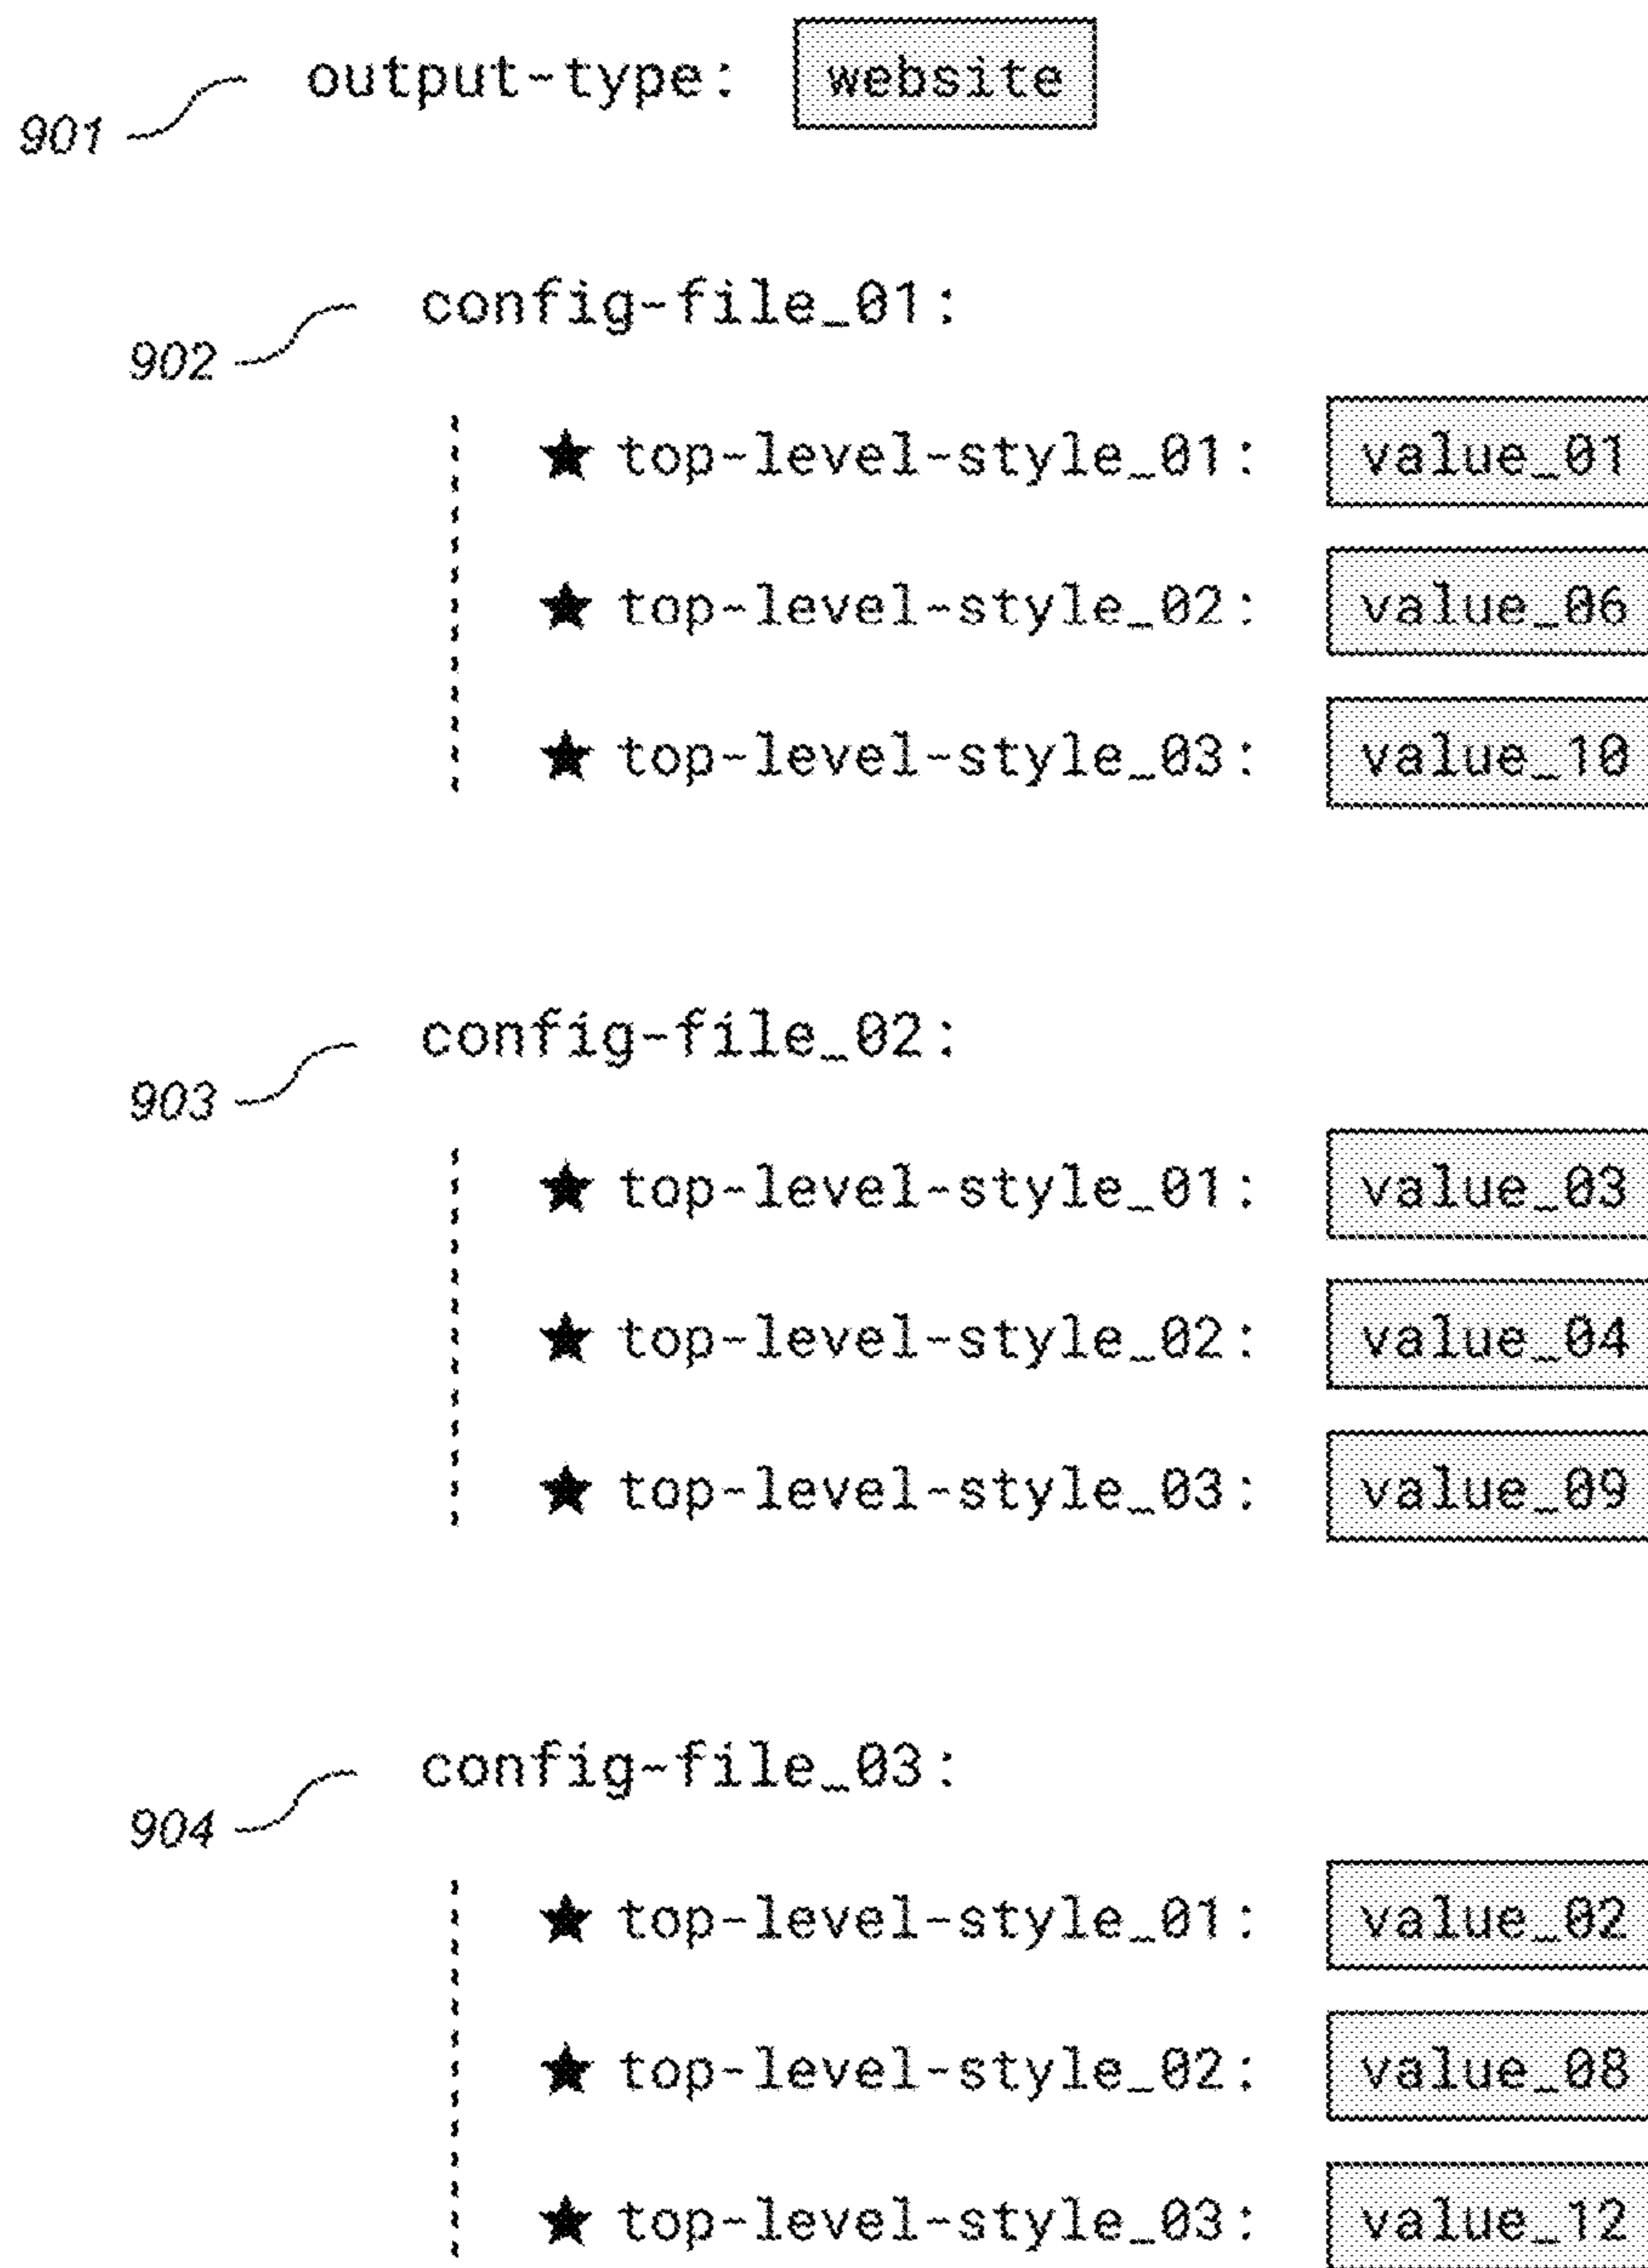 output-type: website
901
config-file_01:
902
★ top-level-style_01: value_01
★ top-level-style_02: value_06
★ top-level-style_03: value_10
config-file_02:
903
★ top-level-style_01: value_03
★ top-level-style_02: value_04
★ top-level-style_03: value_09
config-file_03:
904
★ top-level-style_01: value_02
★ top-level-style_02: value_08
★ top-level-style_03: value_12